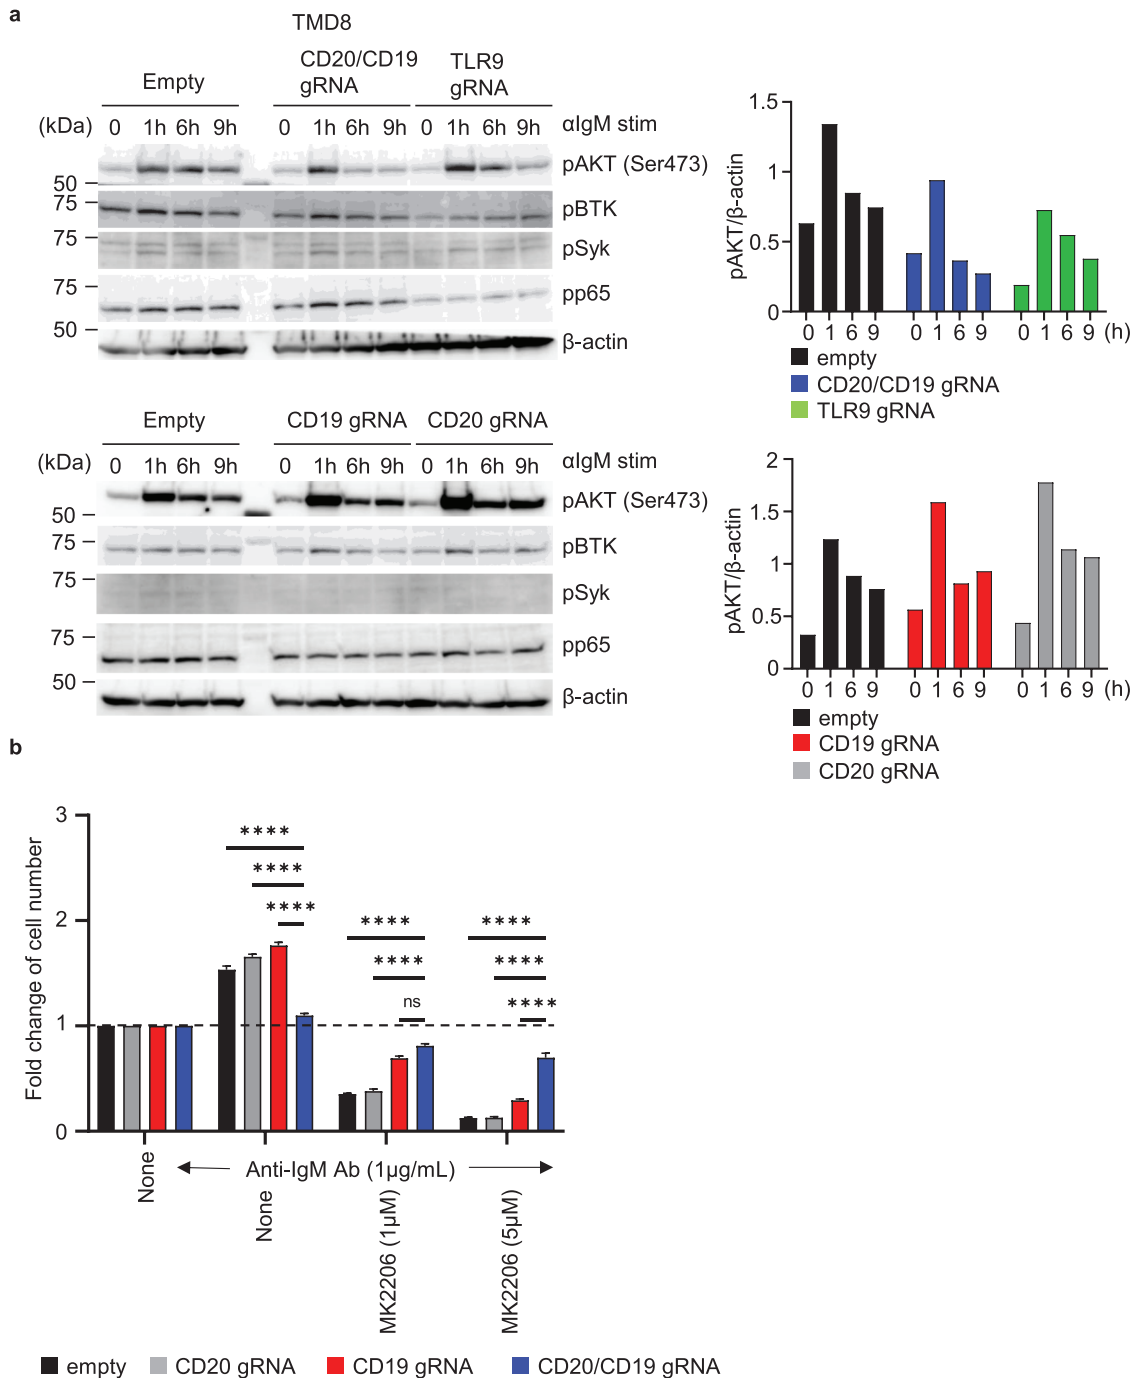 a
TMD8
Empty
CD20/CD19 gRNA
TLR9 gRNA
(kDa) 0 1h 6h 9h 0 1h 6h 9h 0 1h 6h 9h αIgM stim
pAKT (Ser473)
50
75
pBTK
75
pSyk
75
pp65
50
β-actin
1.5
1
0.5
0
pAKT/β-actin
0 1 6 9 0 1 6 9 0 1 6 9 (h)
empty
CD20/CD19 gRNA
TLR9 gRNA
Empty
CD19 gRNA
CD20 gRNA
(kDa) 0 1h 6h 9h 0 1h 6h 9h 0 1h 6h 9h αIgM stim
pAKT (Ser473)
50
75
pBTK
75
pSyk
75
pp65
50
β-actin
2
1.5
1
0.5
0
pAKT/β-actin
0 1 6 9 0 1 6 9 0 1 6 9 (h)
empty
CD19 gRNA
CD20 gRNA
b
3
2
1
0
Fold change of cell number
****
****
****
****
****
ns
****
****
****
Anti-IgM Ab (1μg/mL)
None
None
MK2206 (1μM)
MK2206 (5μM)
empty CD20 gRNA CD19 gRNA CD20/CD19 gRNA